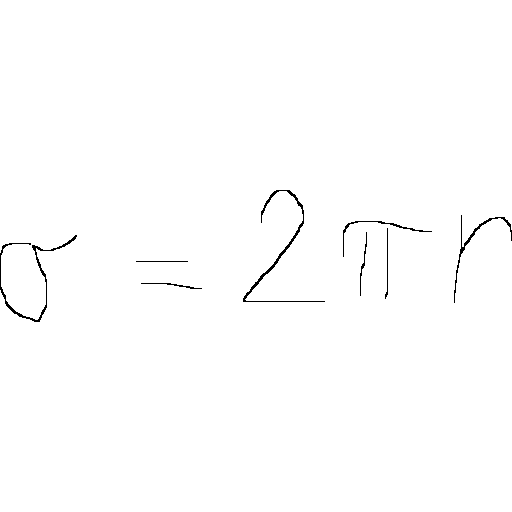 σ = 2πr